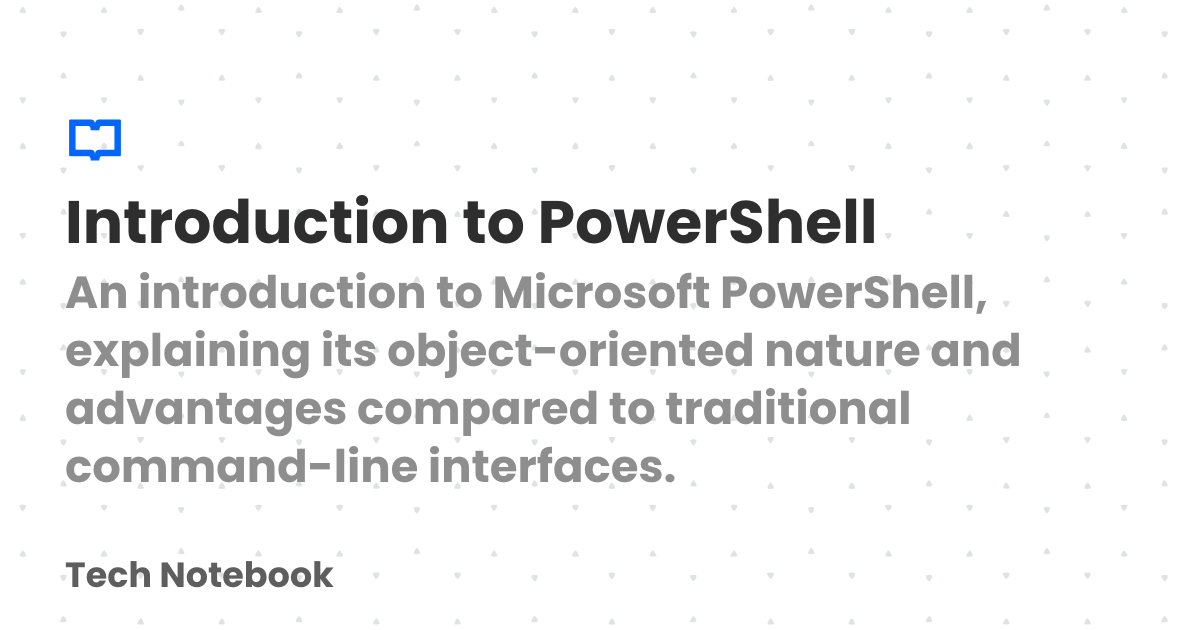 Introduction to PowerShell
An introduction to Microsoft PowerShell,
explaining its object-oriented nature and
advantages compared to traditional
command-line interfaces.
Tech Notebook